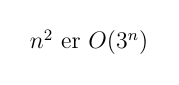 n² er O(3ⁿ)